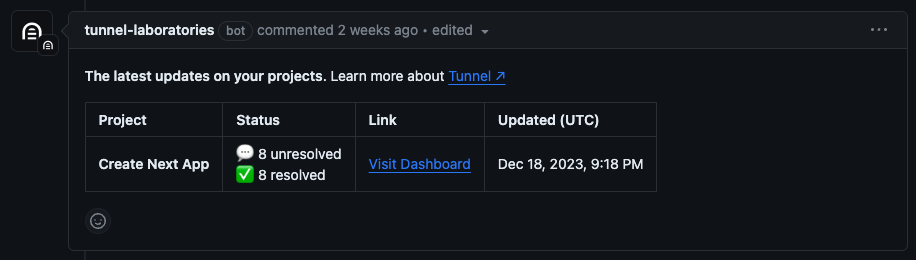 tunnel-laboratories bot commented 2 weeks ago • edited
The latest updates on your projects. Learn more about Tunnel ↗
Project Status Link Updated (UTC)
Create Next App 💬 8 unresolved Visit Dashboard Dec 18, 2023, 9:18 PM
✅ 8 resolved